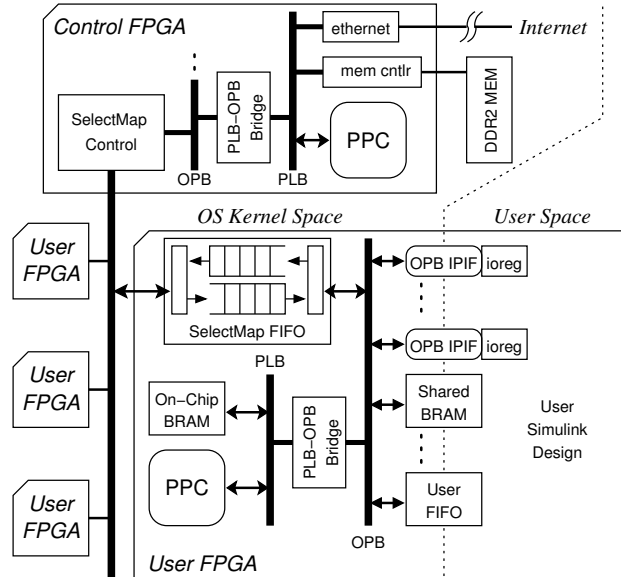 Control FPGA
ethernet
Internet
mem cntlr
SelectMap
Control
PLB-OPB
Bridge
PPC
DDR2 MEM
OPB
PLB
OS Kernel Space
User Space
User
FPGA
OPB IPIF
ioreg
SelectMap FIFO
OPB IPIF
ioreg
PLB
User
FPGA
On-Chip
BRAM
PLB-OPB
Bridge
Shared
BRAM
User
Simulink
Design
PPC
User
FIFO
User
FPGA
OPB
User FPGA